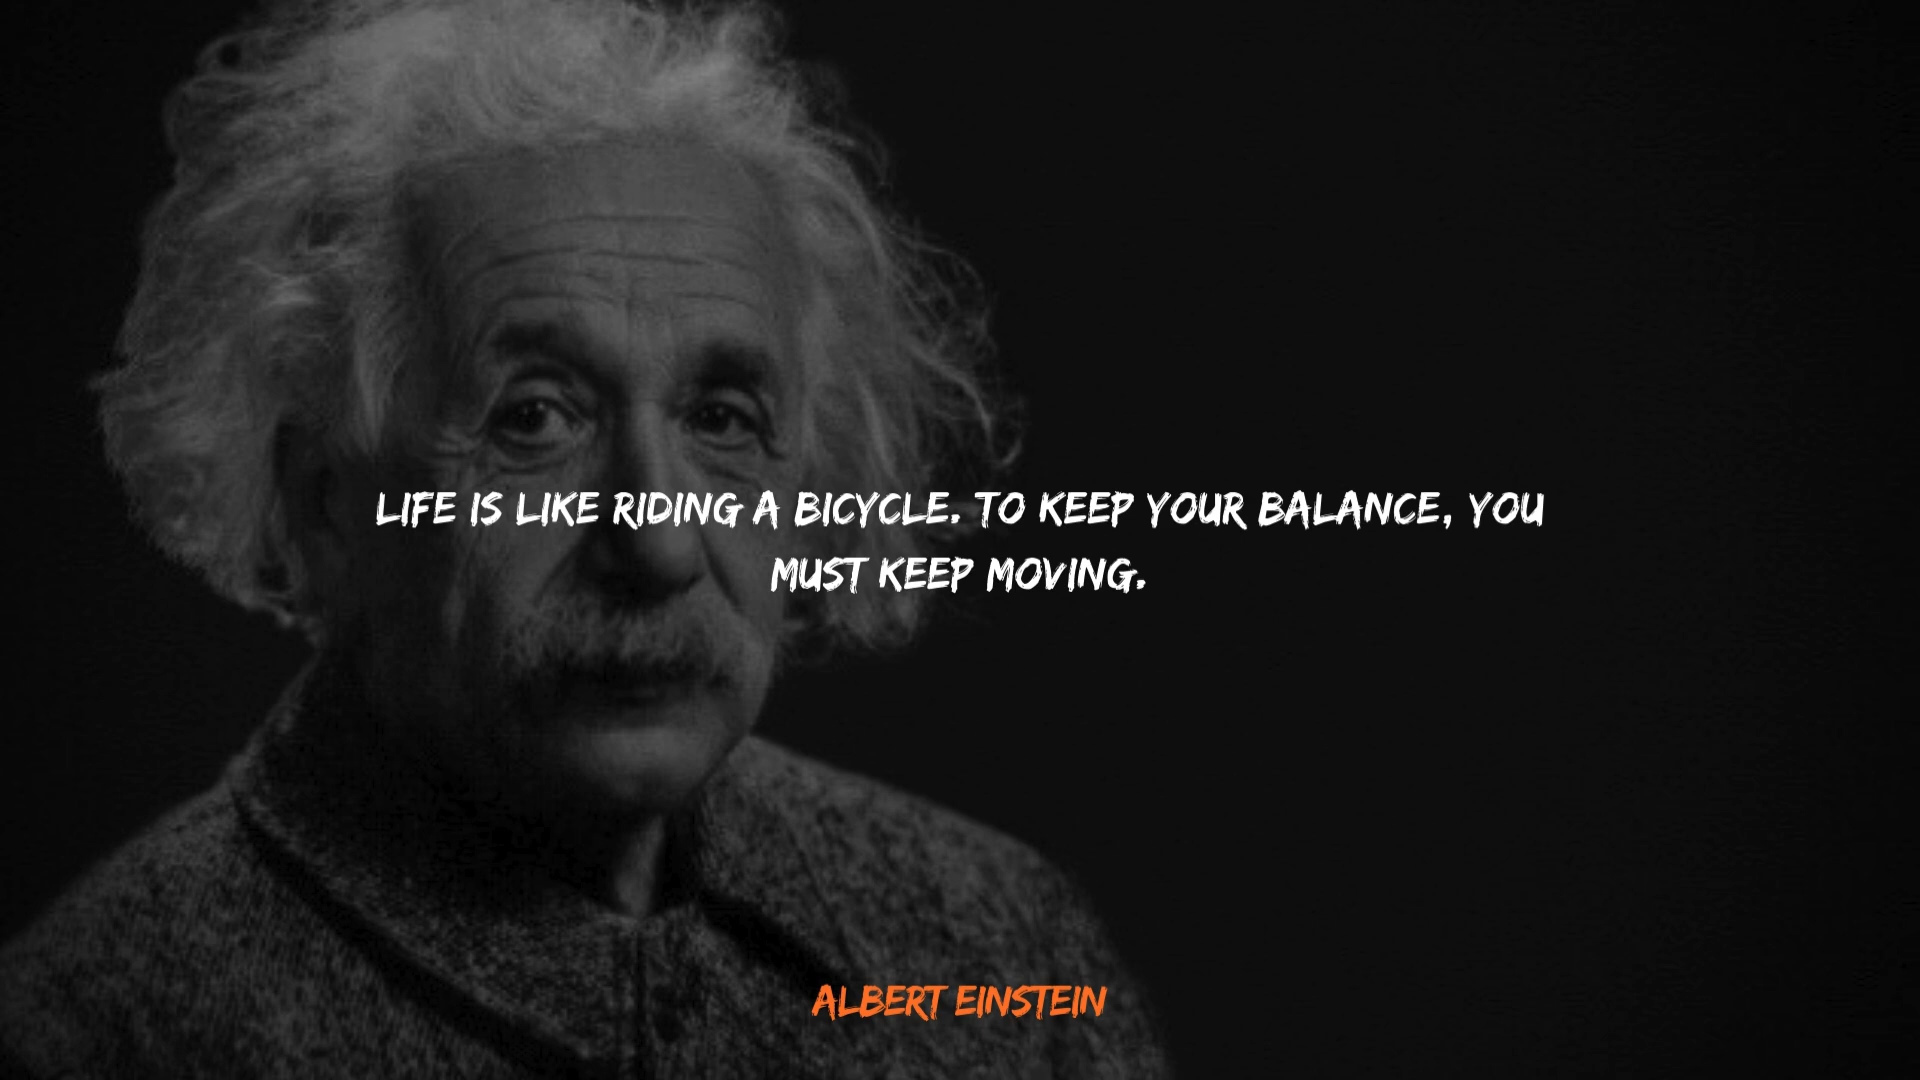 LIFE IS LIKE RIDING A BICYCLE. TO KEEP YOUR BALANCE, YOU
MUST KEEP MOVING.
ALBERT EINSTEIN